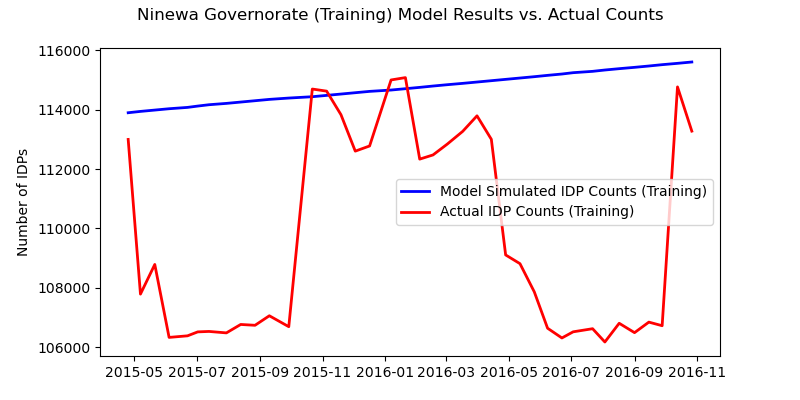 Ninewa Governorate (Training) Model Results vs. Actual Counts
116000
114000
112000
110000
108000
106000
Number of IDPs
Model Simulated IDP Counts (Training)
Actual IDP Counts (Training)
2015-05 2015-07 2015-09 2015-11 2016-01 2016-03 2016-05 2016-07 2016-09 2016-11